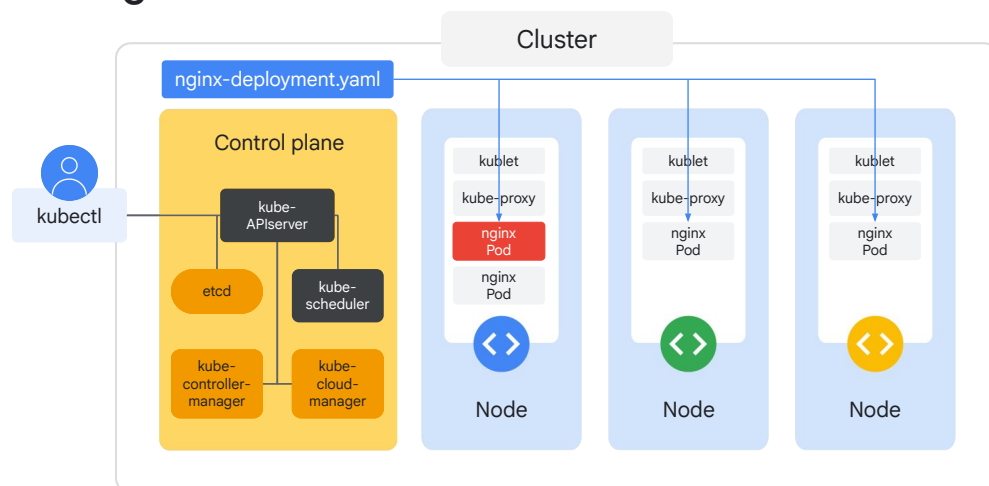 Cluster
nginx-deployment.yaml
Control plane
kubectl
kube-
APIserver
etcd
kube-
scheduler
kube-
controller-
manager
kube-
cloud-
manager
kublet
kube-proxy
nginx
Pod
nginx
Pod
Node
kublet
kube-proxy
nginx
Pod
Node
kublet
kube-proxy
nginx
Pod
Node